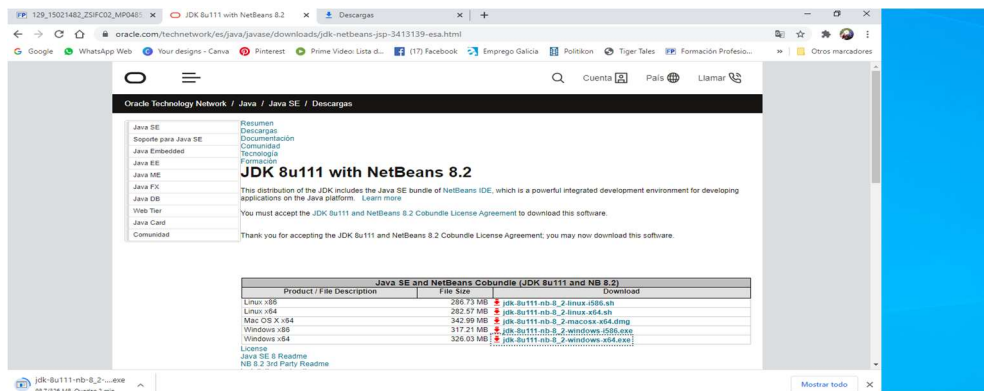 129_15021482_ZSIFC02_MP0485
JDK 8u111 with NetBeans 8.2
Descargas
oracle.com/technetwork/es/java/javase/downloads/jdk-netbeans-jsp-3413139-esa.html
Google WhatsApp Web Your designs - Canva Pinterest Prime Video: Lista d... (17) Facebook Emprego Galicia Politikon Tiger Tales FP Formación Profesio... » Otros marcadores
Cuenta País Llamar
Oracle Technology Network / Java / Java SE / Descargas
Java SE
Soporte para Java SE
Java Embedded
Java EE
Java ME
Java FX
Java DB
Web Tier
Java Card
Comunidad
Resumen
Descargas
Documentación
Comunidad
Tecnología
Formación
JDK 8u111 with NetBeans 8.2
This distribution of the JDK includes the Java SE bundle of NetBeans IDE, which is a powerful integrated development environment for developing
applications on the Java platform. Learn more
You must accept the JDK 8u111 and NetBeans 8.2 Cobundle License Agreement to download this software.
Thank you for accepting the JDK 8u111 and NetBeans 8.2 Cobundle License Agreement; you may now download this software.
Java SE and NetBeans Cobundle (JDK 8u111 and NB 8.2)
Product / File Description File Size Download
Linux x86 286.73 MB jdk-8u111-nb-8_2-linux-i586.sh
Linux x64 282.57 MB jdk-8u111-nb-8_2-linux-x64.sh
Mac OS X x64 342.99 MB jdk-8u111-nb-8_2-macosx-x64.dmg
Windows x86 317.21 MB jdk-8u111-nb-8_2-windows-i586.exe
Windows x64 326.03 MB jdk-8u111-nb-8_2-windows-x64.exe
License
Java SE 8 Readme
NB 8.2 3rd Party Readme
jdk-8u111-nb-8_2-....exe
Mostrar todo